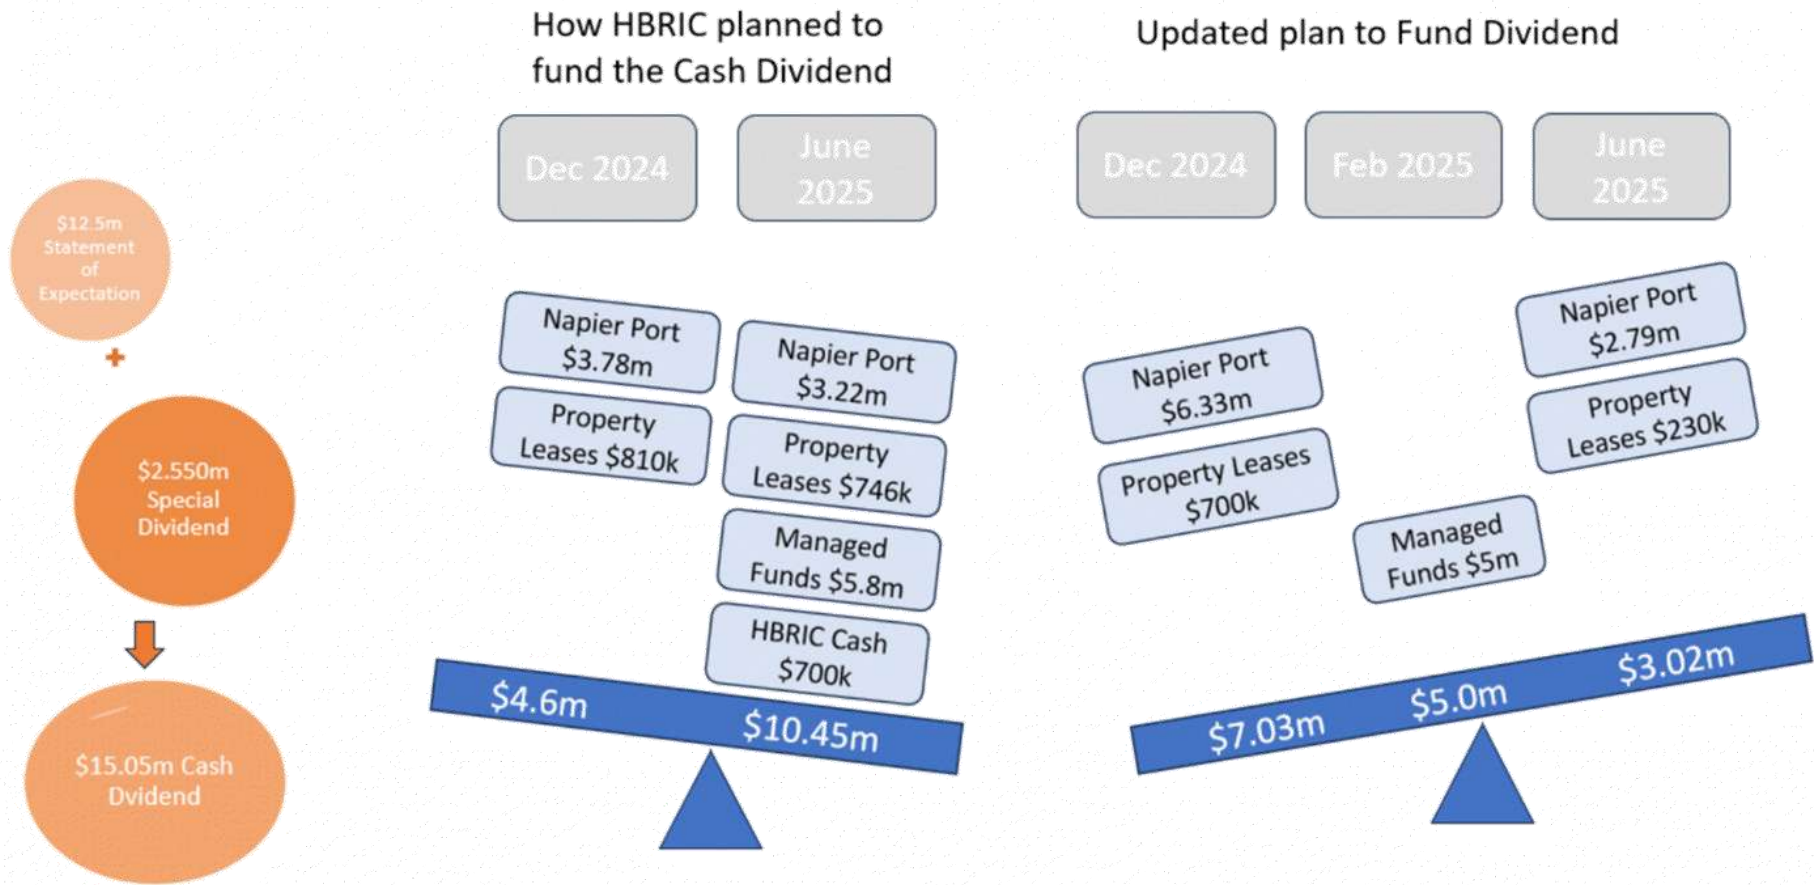 How HBRIC planned to
fund the Cash Dividend
Updated plan to Fund Dividend
$12.5m
Statement
of
Expectation
+
$2.550m
Special
Dividend
$15.05m Cash
Dvidend
Dec 2024
June
2025
Napier Port
$3.78m
Property
Leases $810k
Napier Port
$3.22m
Property
Leases $746k
Managed
Funds $5.8m
HBRIC Cash
$700k
$4.6m
$10.45m
Dec 2024
Feb 2025
June
2025
Napier Port
$6.33m
Property Leases
$700k
Managed
Funds $5m
Napier Port
$2.79m
Property
Leases $230k
$7.03m
$5.0m
$3.02m